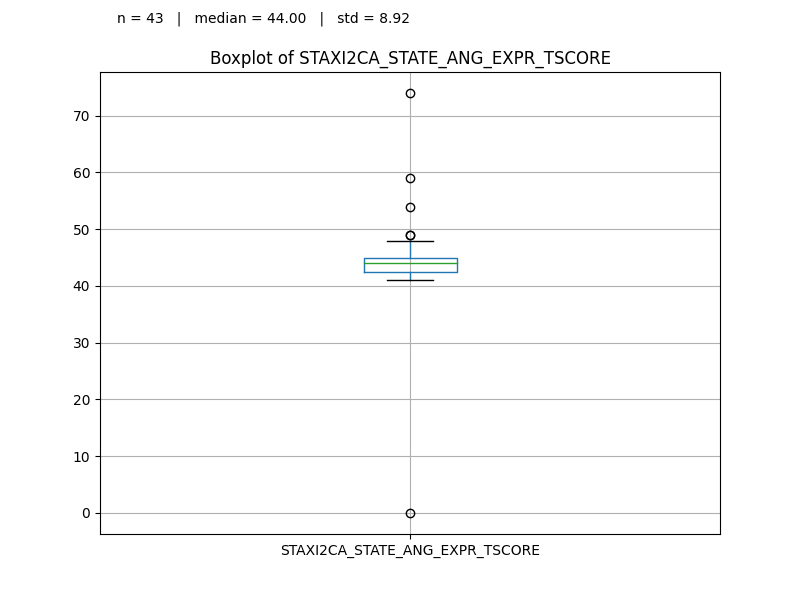 n = 43   |   median = 44.00   |   std = 8.92
Boxplot of STAXI2CA_STATE_ANG_EXPR_TSCORE
70
60
50
40
30
20
10
0
STAXI2CA_STATE_ANG_EXPR_TSCORE